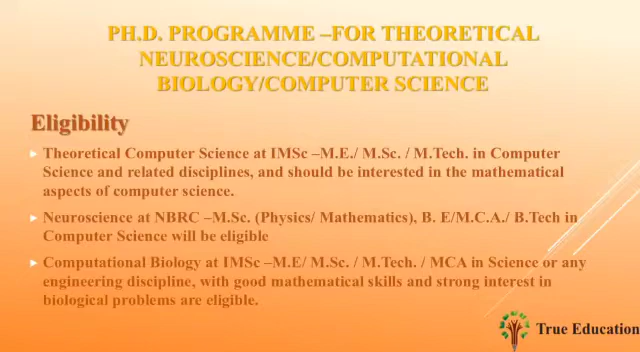 PH.D. PROGRAMME –FOR THEORETICAL
NEUROSCIENCE/COMPUTATIONAL
BIOLOGY/COMPUTER SCIENCE
Eligibility
Theoretical Computer Science at IMSc –M.E./ M.Sc. / M.Tech. in Computer
Science and related disciplines, and should be interested in the mathematical
aspects of computer science.
Neuroscience at NBRC –M.Sc. (Physics/ Mathematics), B. E/M.C.A./ B.Tech in
Computer Science will be eligible
Computational Biology at IMSc –M.E/ M.Sc. / M.Tech. / MCA in Science or any
engineering discipline, with good mathematical skills and strong interest in
biological problems are eligible.
True Education